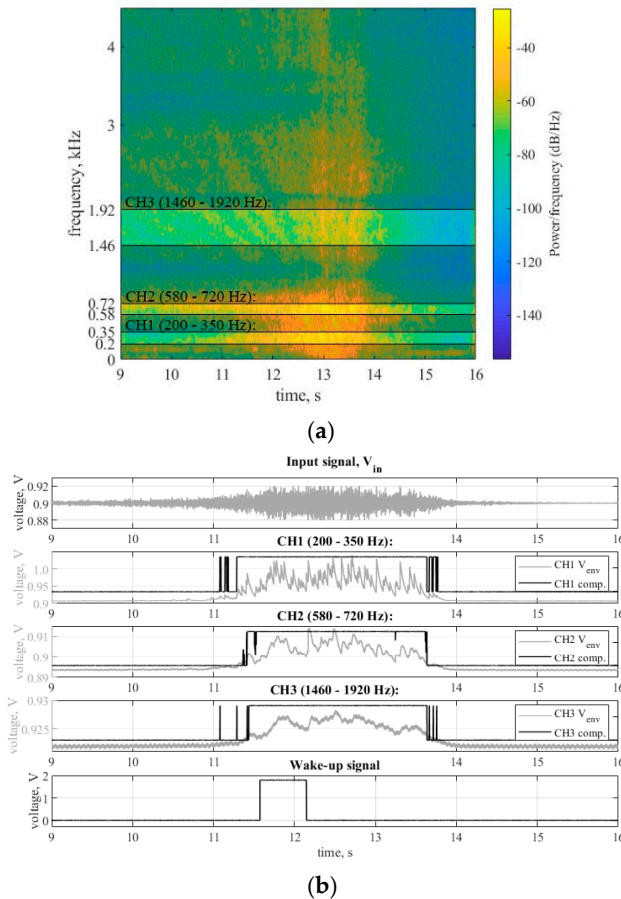 4
3
1.92
1.46
0.72
0.58
0.35
0.2
0
frequency, kHz
CH3 (1460 - 1920 Hz):
CH2 (580 - 720 Hz):
CH1 (200 - 350 Hz):
9 10 11 12 13 14 15 16
time, s
-40
-60
-80
-100
-120
-140
Power/frequency (dB/Hz)
(a)
Input signal, Vin
voltage, V
0.92
0.9
0.88
9 10 11 12 13 14 15 16
CH1 (200 - 350 Hz):
voltage, V
1.0
0.95
0.9
CH1 Venv
CH1 comp.
9 10 11 12 13 14 15 16
CH2 (580 - 720 Hz):
voltage, V
0.91
0.89
CH2 Venv
CH2 comp.
9 10 11 12 13 14 15 16
CH3 (1460 - 1920 Hz):
voltage, V
0.93
0.925
CH3 Venv
CH3 comp.
9 10 11 12 13 14 15 16
Wake-up signal
voltage, V
2
1
0
9 10 11 12 13 14 15 16
time, s
(b)